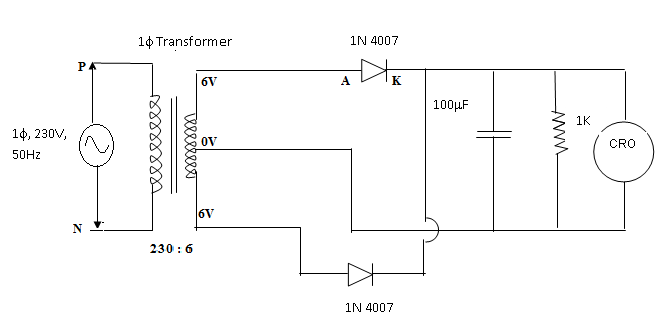 1ϕ Transformer
1N 4007
P
6V
A
K
100µF
1K
1ϕ, 230V,
50Hz
0V
CRO
6V
N
230 : 6
1N 4007